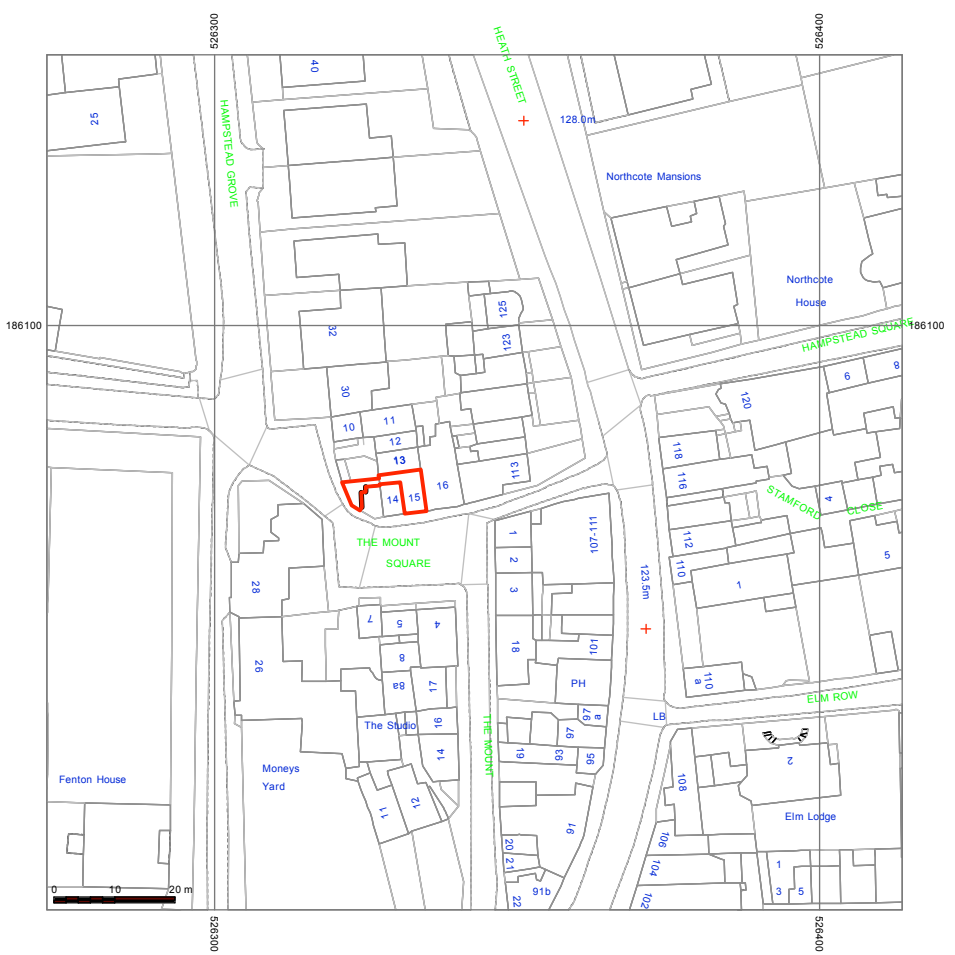 526300
526400
HEATH STREET
40
25
HAMPSTEAD GROVE
128.0m
Northcote Mansions
Northcote
House
125
186100
32
123
HAMPSTEAD SQUARE
186100
30
6
8
120
10
11
12
13
118
113
116
16
14
15
4
STAMFORD
CLOSE
1
107-111
112
THE MOUNT
SQUARE
2
5
110
123.5m
1
28
3
7
5
4
18
101
26
8
PH
110
a
17
8a
ELM ROW
97
a
LB
The Studio
16
97
THE MOUNT
14
19
93
95
2
Moneys
Yard
Fenton House
108
11
12
Elm Lodge
91
106
20
21
104
1
0
10
20 m
91b
3
5
22
102
526300
526400